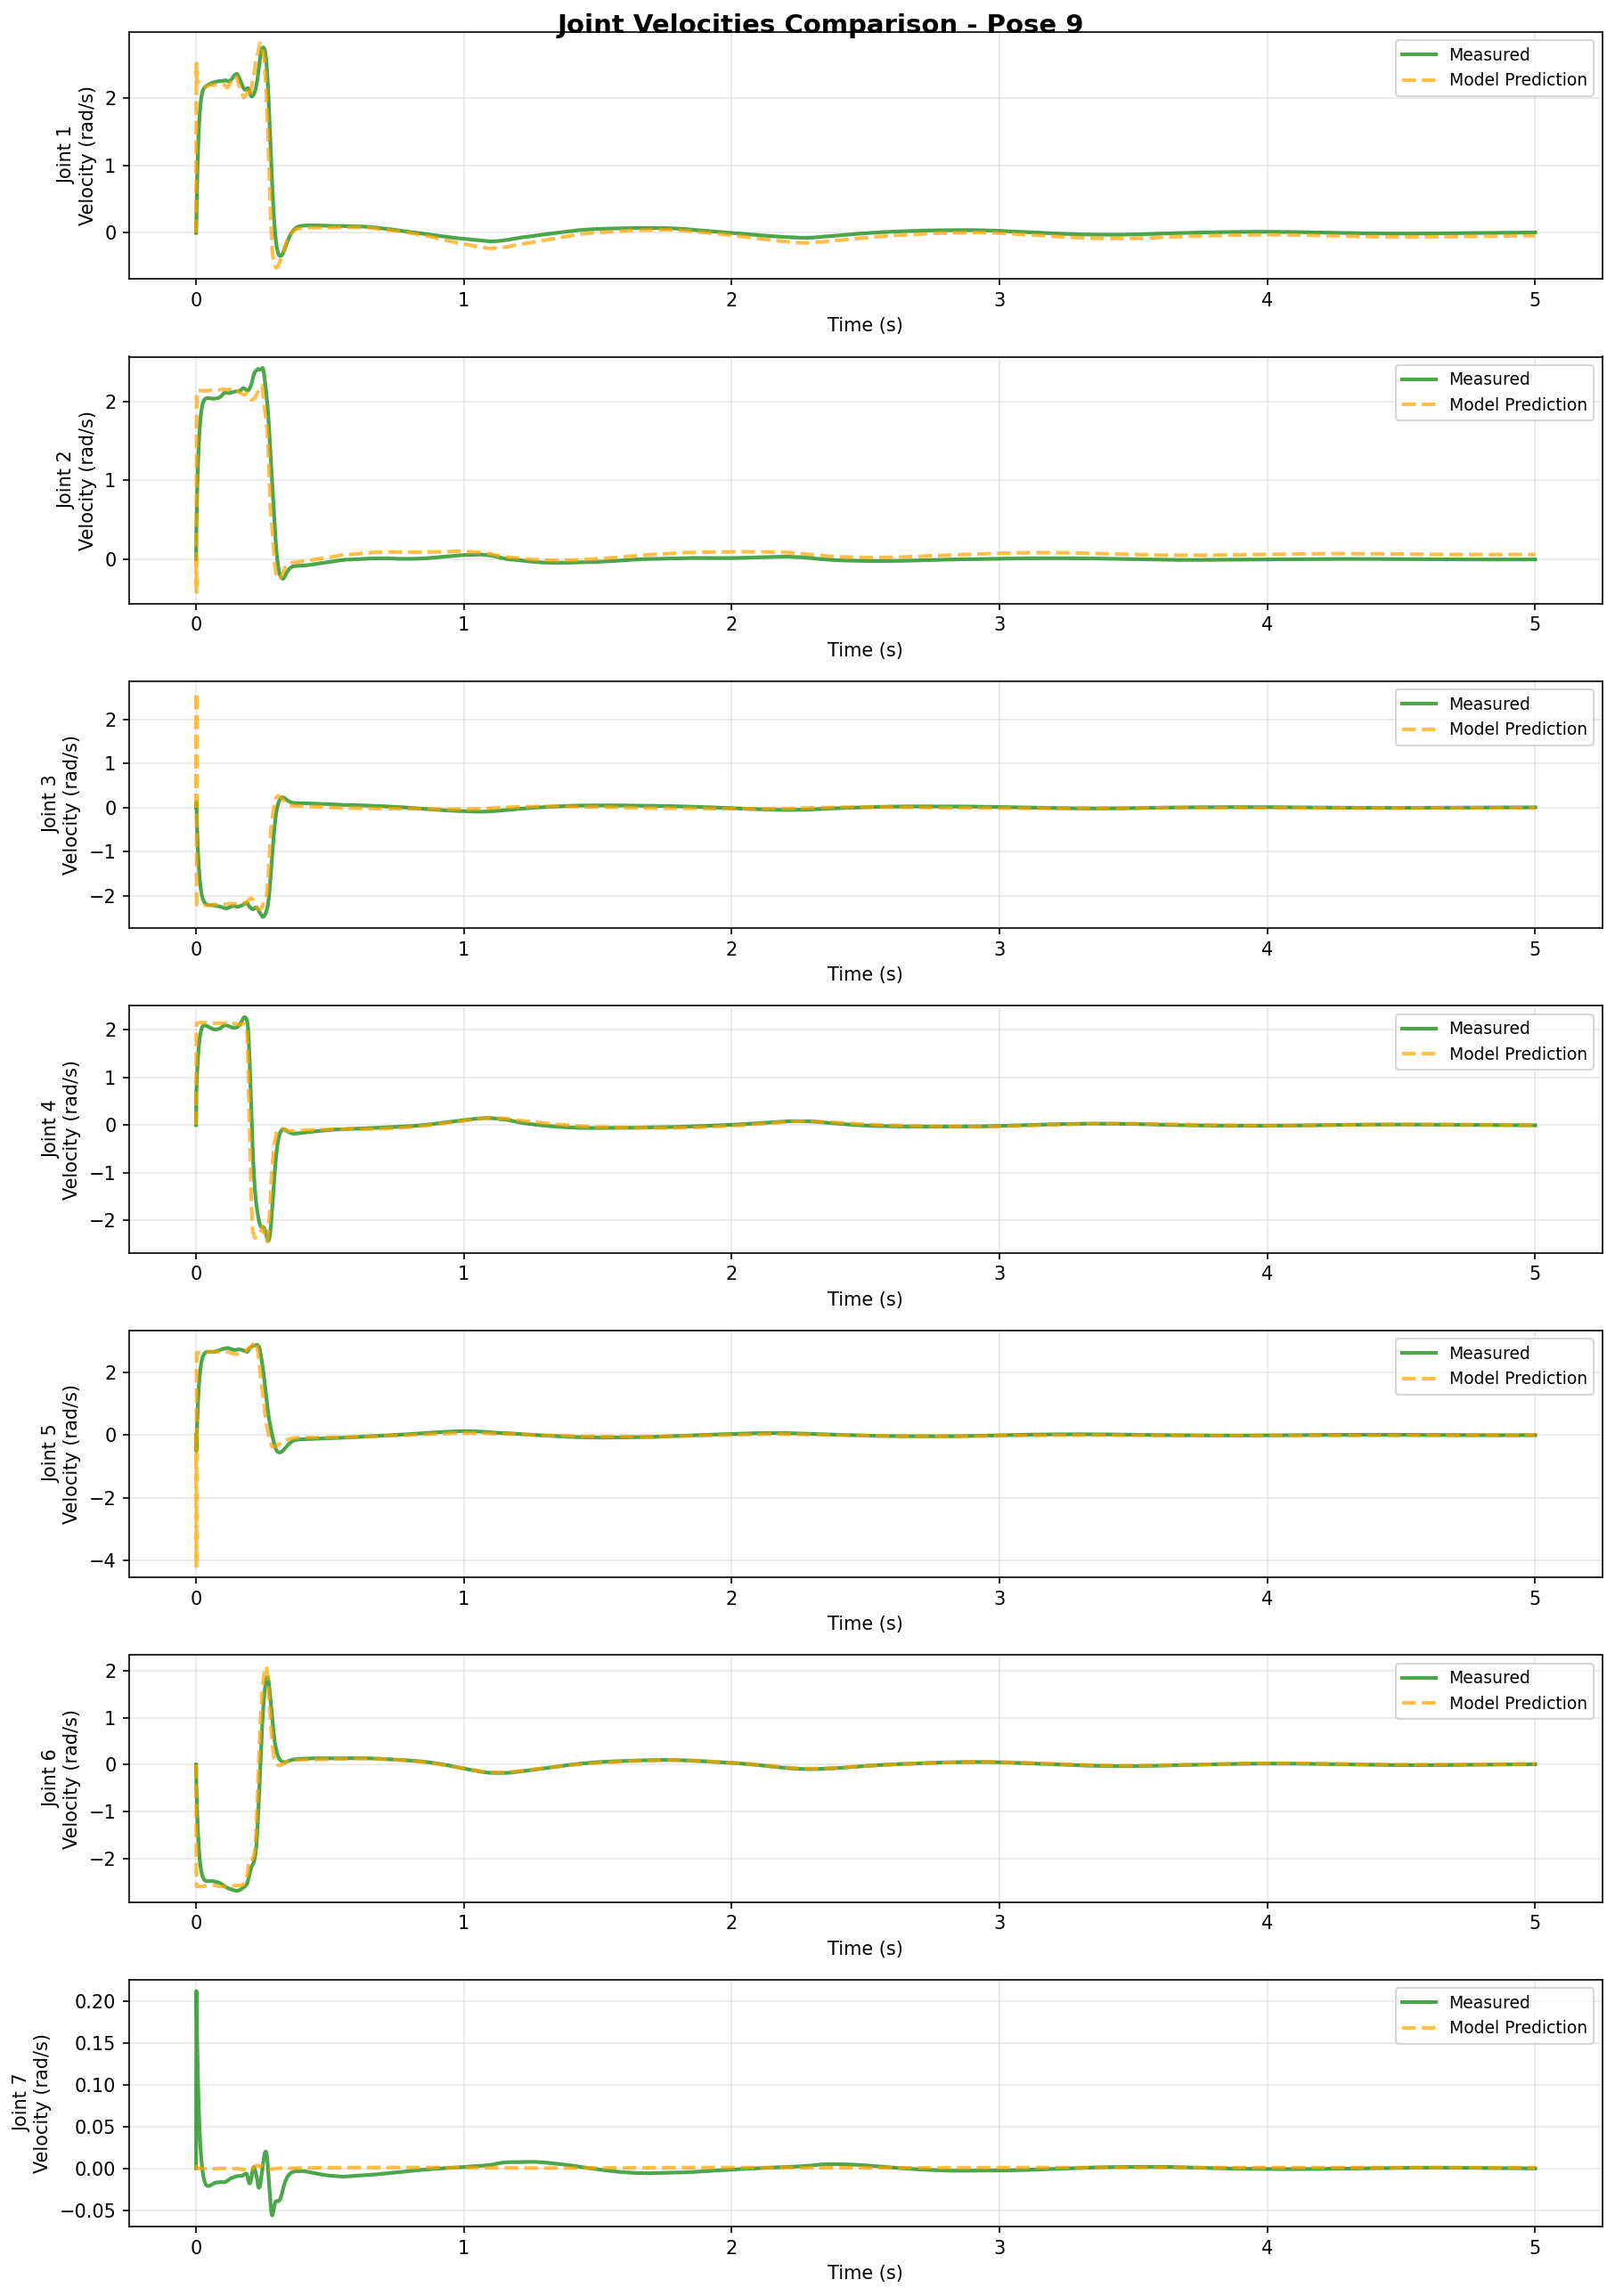 Joint Velocities Comparison - Pose 9
Joint 1
Velocity (rad/s)
2
1
0
Measured
Model Prediction
0 1 2 3 4 5
Time (s)
Joint 2
Velocity (rad/s)
2
1
0
Measured
Model Prediction
0 1 2 3 4 5
Time (s)
Joint 3
Velocity (rad/s)
2
1
0
−1
−2
Measured
Model Prediction
0 1 2 3 4 5
Time (s)
Joint 4
Velocity (rad/s)
2
1
0
−1
−2
Measured
Model Prediction
0 1 2 3 4 5
Time (s)
Joint 5
Velocity (rad/s)
2
0
−2
−4
Measured
Model Prediction
0 1 2 3 4 5
Time (s)
Joint 6
Velocity (rad/s)
2
1
0
−1
−2
Measured
Model Prediction
0 1 2 3 4 5
Time (s)
Joint 7
Velocity (rad/s)
0.20
0.15
0.10
0.05
0.00
−0.05
Measured
Model Prediction
0 1 2 3 4 5
Time (s)